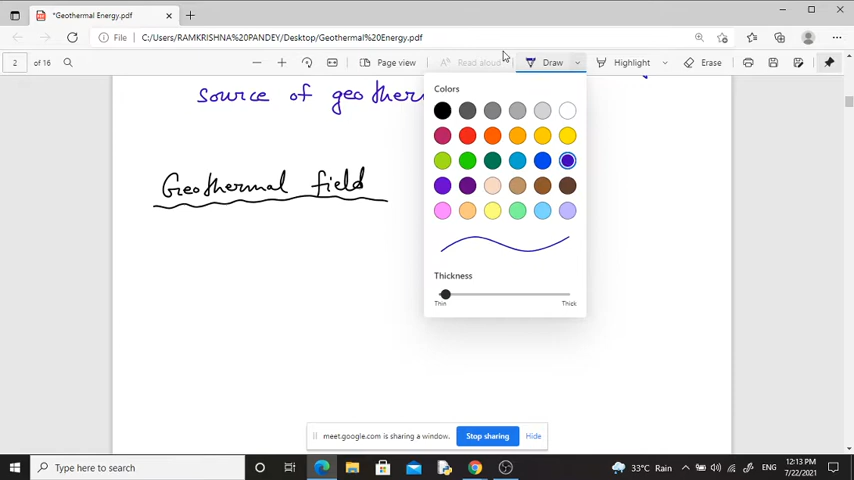 *Geothermal Energy.pdf
File
C:/Users/RAMKRISHNA %20PANDEY/Desktop/Geothermal%20Energy.pdf
2 of 16
Page view
Read aloud
Draw
Highlight
Erase
source of geotherm
Geothermal field
Colors
Thickness
Thin
Thick
meet.google.com is sharing a window.
Stop sharing
Hide
Type here to search
33°C Rain
ENG
12:13 PM
7/22/2021